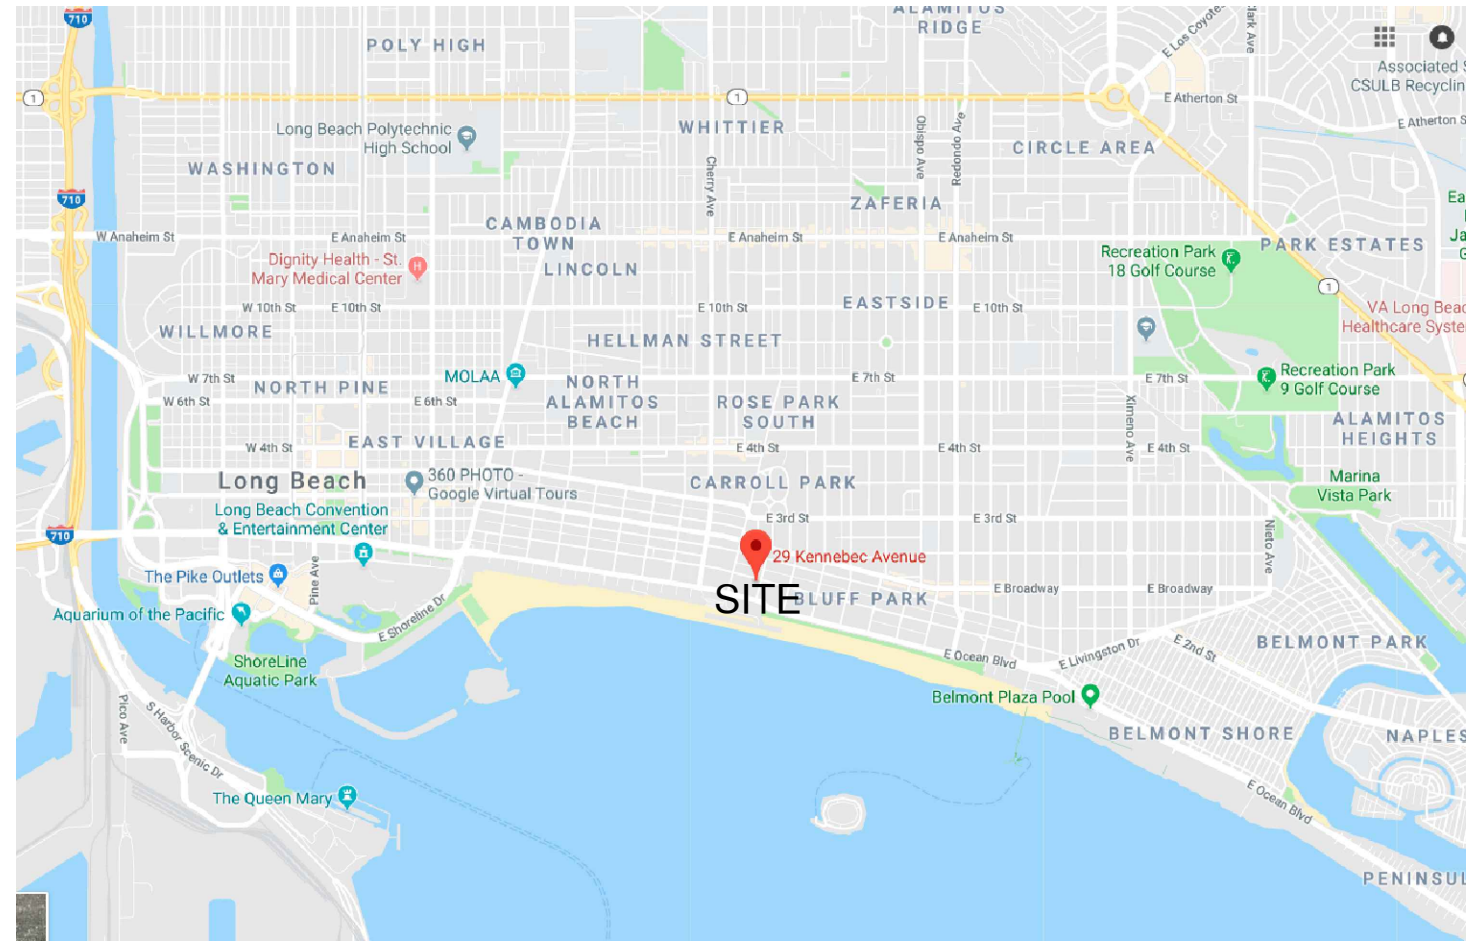 710
ALAMITOS
RIDGE
POLY HIGH
E Los Coyote
lark Ave
Associated S
CSULB Recyclin
1
1
E Atherton St
E Atherton S
Long Beach Polytechnic
High School
WHITTIER
Obispo Ave
Redondo Ave
CIRCLE AREA
WASHINGTON
Cherry Ave
710
ZAFERIA
Ea
CAMBODIA
TOWN
W Anaheim St
E Anaheim St
E Anaheim St
E Anaheim St
Ja
PARK ESTATES
Recreation Park
18 Golf Course
Dignity Health - St.
Mary Medical Center
LINCOLN
1
W 10th St
E 10th St
E 10th St
EASTSIDE
E 10th St
VA Long Beac
Healthcare Syste
WILLMORE
HELLMAN STREET
W 7th St
NORTH PINE
MOLAA
NORTH
ALAMITOS
BEACH
E 7th St
E 7th St
Recreation Park
9 Golf Course
W 6th St
E 6th St
ROSE PARK
SOUTH
Ximeno Ave
ALAMITOS
HEIGHTS
W 4th St
EAST VILLAGE
E 4th St
E 4th St
E 4th St
Long Beach
360 PHOTO -
Google Virtual Tours
CARROLL PARK
Marina
Vista Park
Long Beach Convention
& Entertainment Center
E 3rd St
E 3rd St
Nieto Ave
710
29 Kennebec Avenue
The Pike Outlets
Pine Ave
SITE
BLUFF PARK
E Broadway
E Broadway
Aquarium of the Pacific
E Shoreline Dr
ShoreLine
Aquatic Park
E Ocean Blvd
E Livingston Dr
E 2nd St
BELMONT PARK
Pico Ave
S Harbor Scenic Dr
Belmont Plaza Pool
BELMONT SHORE
NAPLES
The Queen Mary
E Ocean Blvd
PENINSUL